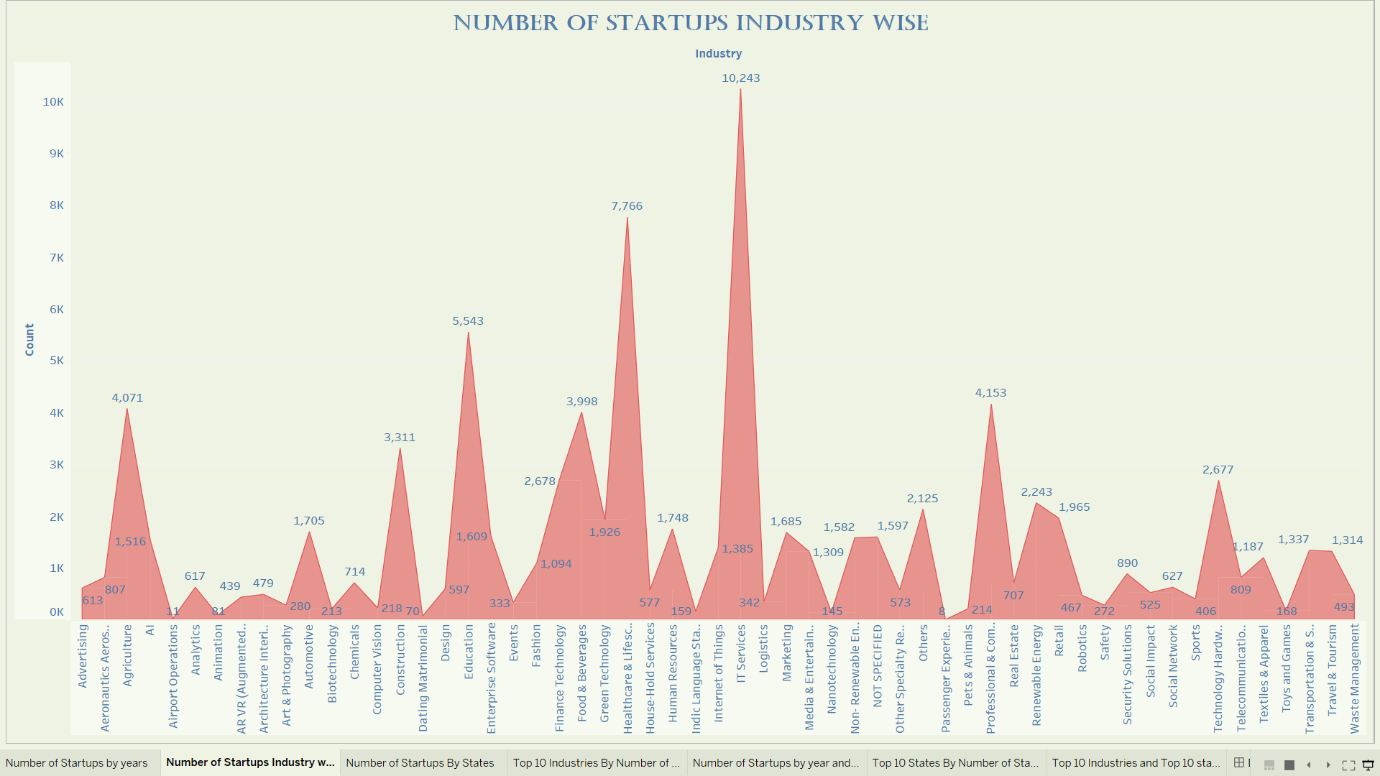 NUMBER OF STARTUPS INDUSTRY WISE
Industry
Count
10K
9K
8K
7K
6K
5K
4K
3K
2K
1K
0K
613
807
4,071
1,516
11
617
81
439
479
280
1,705
213
714
218
3,311
70
597
5,543
1,609
333
1,094
2,678
3,998
1,926
7,766
577
1,748
159
1,385
10,243
342
1,685
1,309
145
1,582
1,597
573
2,125
8
214
4,153
707
2,243
1,965
467
272
890
525
627
406
2,677
809
1,187
168
1,337
1,314
493
Advertising
Aeronautics Aeros..
Agriculture
AI
Airport Operations
Analytics
Animation
AR VR (Augmented..
Architecture Interi..
Art & Photography
Automotive
Biotechnology
Chemicals
Computer Vision
Construction
Dating Matrimonial
Design
Education
Enterprise Software
Events
Fashion
Finance Technology
Food & Beverages
Green Technology
Healthcare & Lifesc..
House-Hold Services
Human Resources
Indic Language Sta..
Internet of Things
IT Services
Logistics
Marketing
Media & Entertain..
Nanotechnology
Non- Renewable En..
NOT SPECIFIED
Other Specialty Re..
Others
Passenger Experie..
Pets & Animals
Professional & Com..
Real Estate
Renewable Energy
Retail
Robotics
Safety
Security Solutions
Social Impact
Social Network
Sports
Technology Hardw..
Telecommunicatio..
Textiles & Apparel
Toys and Games
Transportation & S..
Travel & Tourism
Waste Management
Number of Startups by years
Number of Startups Industry w...
Number of Startups By States
Top 10 Industries By Number of ...
Number of Startups by year and...
Top 10 States By Number of Sta...
Top 10 Industries and Top 10 sta...